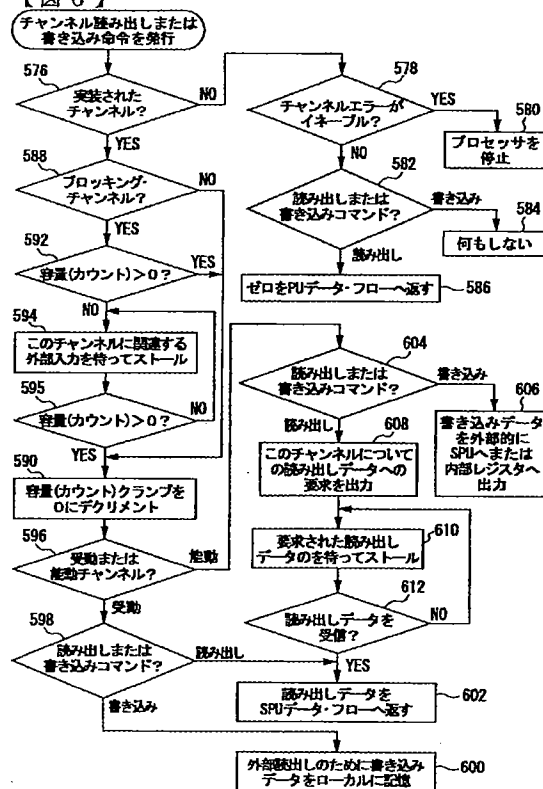 【図6】
チャンネル読み出しまたは
書き込み命令を発行
576
実装された
チャンネル?
NO
YES
578
チャンネルエラーが
イネーブル?
YES
NO
580
プロセッサを
停止
588
ブロッキング・
チャンネル?
NO
YES
582
読み出しまたは
書き込みコマンド?
書き込み
読み出し
584
何もしない
592
容量(カウント)>0?
YES
NO
ゼロをPUデータ・フローへ返す
586
594
このチャンネルに関連する
外部入力を待ってストール
595
容量(カウント)>0?
NO
YES
604
読み出しまたは
書き込みコマンド?
書き込み
読み出し
606
書き込みデータ
を外部的に
SPUへまたは
内部レジスタへ
出力
608
このチャンネルについて
の読み出しデータへの
要求を出力
590
容量(カウント)クランプを
0にデクリメント
610
要求された読み出し
データのを待ってストール
596
受動または
能動チャンネル?
能動
受動
612
読み出しデータを
受信?
NO
YES
598
読み出しまたは
書き込みコマンド?
読み出し
書き込み
読み出しデータを
SPUデータ・フローへ返す
602
外部読出しのために書き込み
データをローカルに記憶
600